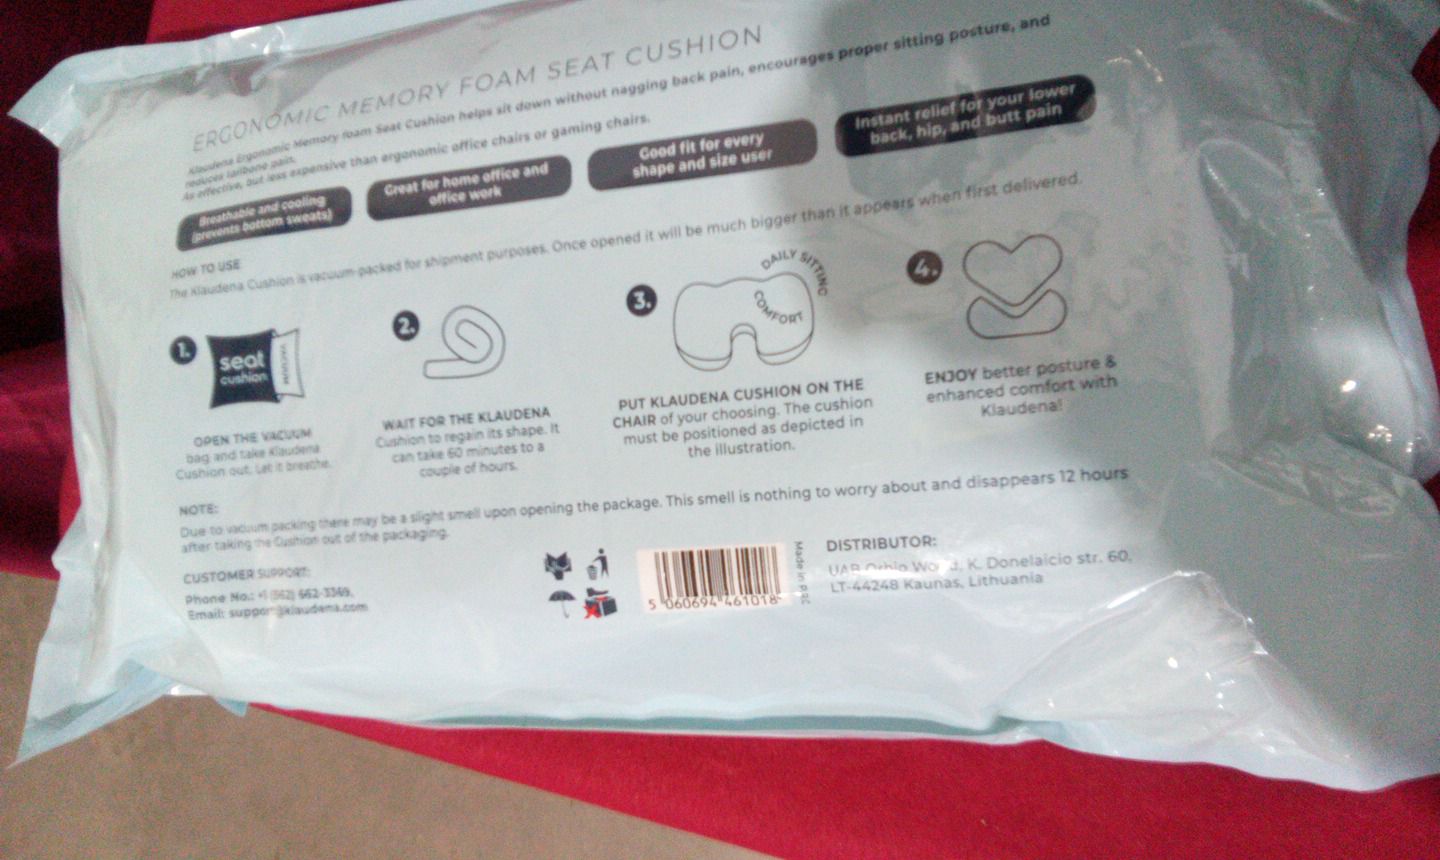 ERGONOMIC MEMORY FOAM SEAT CUSHION
Klaudena Ergonomic Memory foam Seat Cushion helps sit down without nagging back pain, encourages proper sitting posture, and
reduces tailbone pain.
As effective, but less expensive than ergonomic office chairs or gaming chairs.
Breathable and cooling
(prevents bottom sweats)
Great for home office and
office work
Good fit for every
shape and size user
Instant relief for your lower
back, hip, and butt pain
HOW TO USE
The Klaudena Cushion is vacuum-packed for shipment purposes. Once opened it will be much bigger than it appears when first delivered.
1.
seat
cushion
VACUUM
OPEN THE VACUUM
bag and take Klaudena
Cushion out. Let it breathe.
2.
WAIT FOR THE KLAUDENA
Cushion to regain its shape. It
can take 60 minutes to a
couple of hours.
3.
DAILY SITTING
COMFORT
PUT KLAUDENA CUSHION ON THE
CHAIR of your choosing. The cushion
must be positioned as depicted in
the illustration.
4.
ENJOY better posture &
enhanced comfort with
Klaudena!
NOTE:
Due to vacuum packing there may be a slight smell upon opening the package. This smell is nothing to worry about and disappears 12 hours
after taking the Cushion out of the packaging.
CUSTOMER SUPPORT:
Phone No.: 662-3369,
Email: support@klaudena.com
5 060694 461018
Made in PRC
DISTRIBUTOR:
UAB K. Donelaicio str. 60,
LT-44248 Kaunas, Lithuania